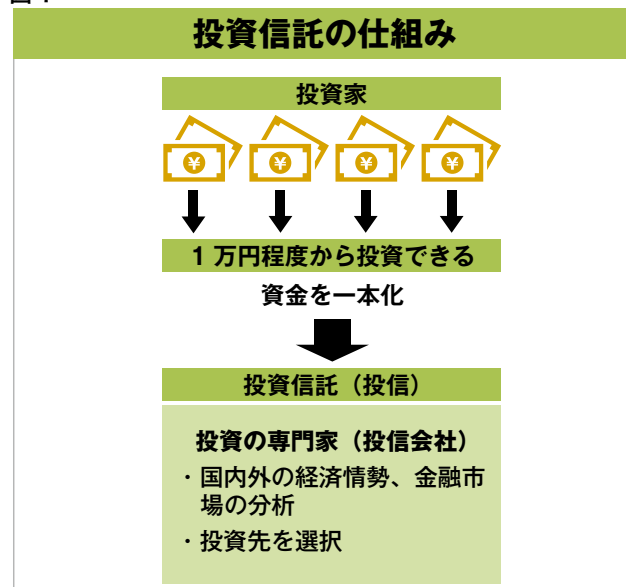 投資信託の仕組み
投資家
¥ ¥ ¥ ¥
1万円程度から投資できる
資金を一本化
投資信託（投信）
投資の専門家（投信会社）
・国内外の経済情勢、金融市
場の分析
・投資先を選択